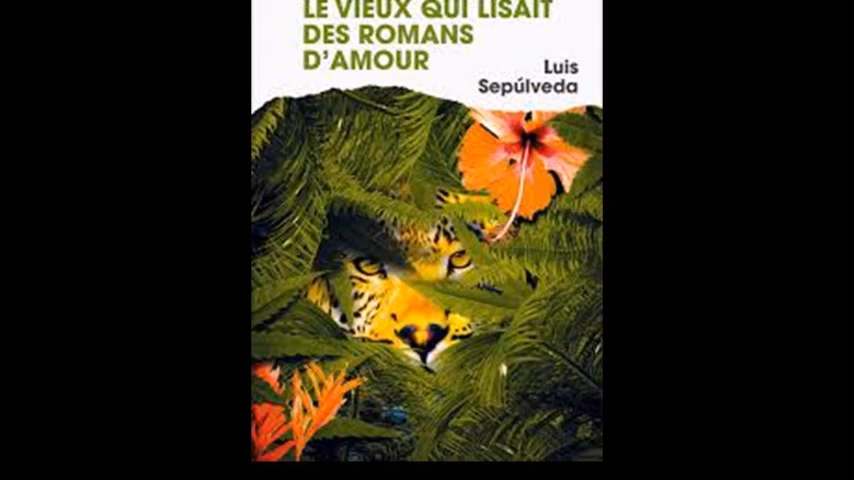 LE VIEUX QUI LISAIT
DES ROMANS
D'AMOUR
Luis
Sepúlveda